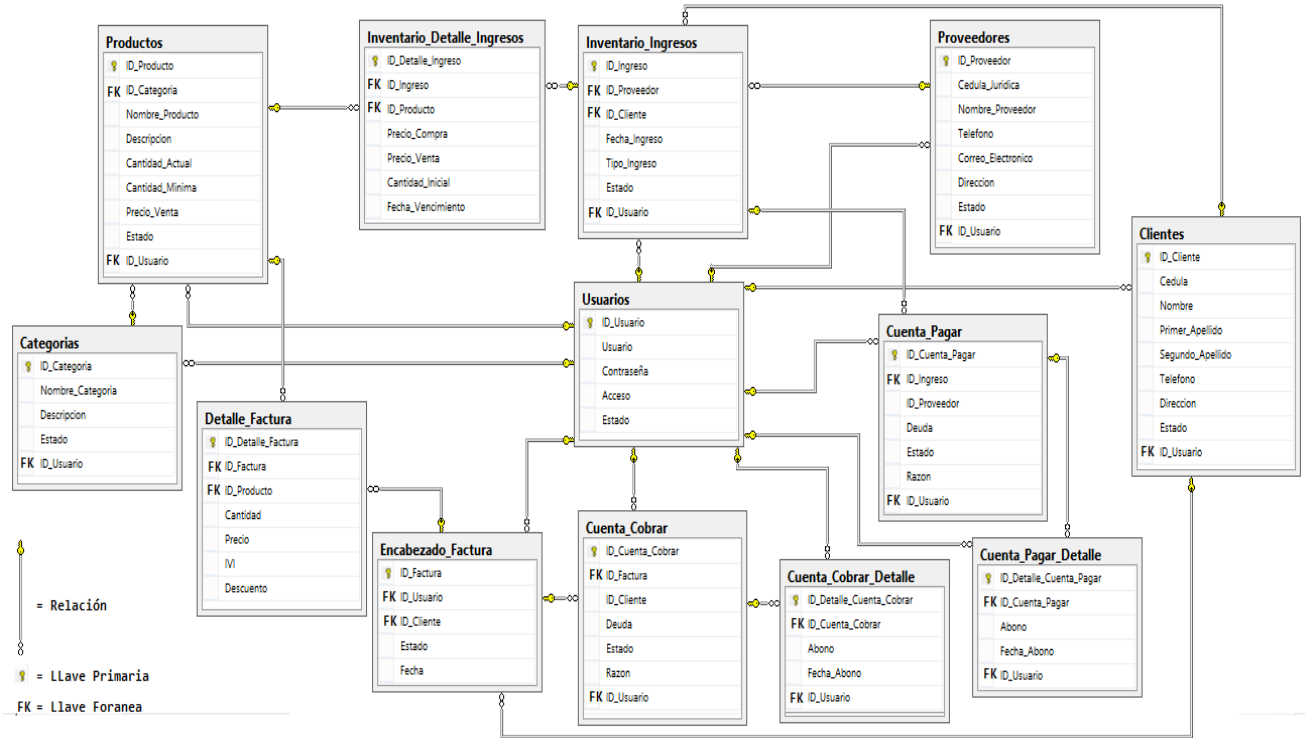 Productos
ID_Producto
FK ID_Categoria
Nombre_Producto
Descripcion
Cantidad_Actual
Cantidad_Minima
Precio_Venta
Estado
FK ID_Usuario
Inventario_Detalle_Ingresos
ID_Detalle_Ingreso
FK ID_Ingreso
FK ID_Producto
Precio_Compra
Precio_Venta
Cantidad_Inicial
Fecha_Vencimiento
Inventario_Ingresos
ID_Ingreso
FK ID_Proveedor
FK ID_Cliente
Fecha_Ingreso
Tipo_Ingreso
Estado
FK ID_Usuario
Proveedores
ID_Proveedor
Cedula_Juridica
Nombre_Proveedor
Telefono
Correo_Electronico
Direccion
Estado
FK ID_Usuario
Clientes
ID_Cliente
Cedula
Nombre
Primer_Apellido
Segundo_Apellido
Telefono
Direccion
Estado
FK ID_Usuario
Categorias
ID_Categoria
Nombre_Categoria
Descripcion
Estado
FK ID_Usuario
Usuarios
ID_Usuario
Usuario
Contraseña
Acceso
Estado
Cuenta_Pagar
ID_Cuenta_Pagar
FK ID_Ingreso
ID_Proveedor
Deuda
Estado
Razon
FK ID_Usuario
Detalle_Factura
ID_Detalle_Factura
FK ID_Factura
FK ID_Producto
Cantidad
Precio
IVI
Descuento
Encabezado_Factura
ID_Factura
FK ID_Usuario
FK ID_Cliente
Estado
Fecha
Cuenta_Cobrar
ID_Cuenta_Cobrar
FK ID_Factura
ID_Cliente
Deuda
Estado
Razon
FK ID_Usuario
Cuenta_Cobrar_Detalle
ID_Detalle_Cuenta_Cobrar
FK ID_Cuenta_Cobrar
Abono
Fecha_Abono
FK ID_Usuario
Cuenta_Pagar_Detalle
ID_Detalle_Cuenta_Pagar
FK ID_Cuenta_Pagar
Abono
Fecha_Abono
FK ID_Usuario
= Relación
= LLave Primaria
FK = Llave Foranea